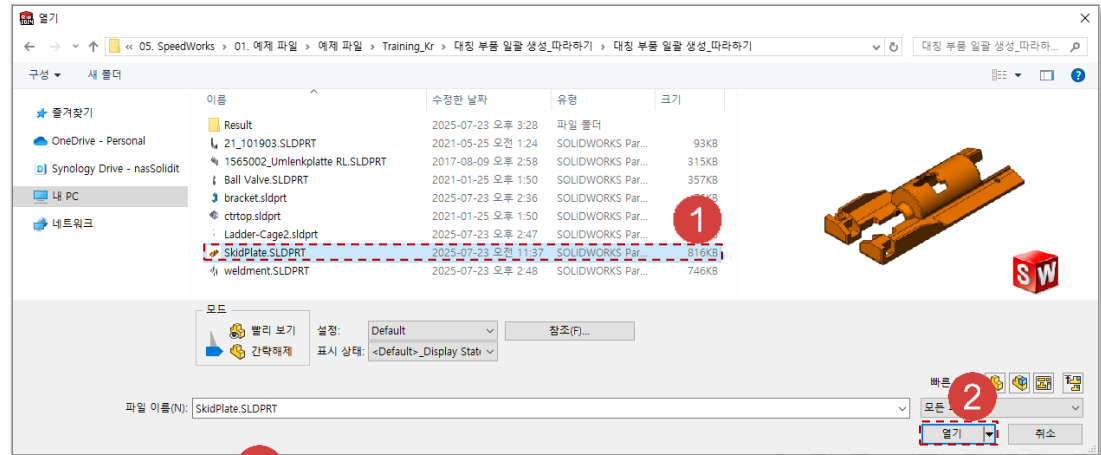 열기
« 05. SpeedWorks › 01. 예제 파일 › 예제 파일 › Training_Kr › 대칭 부품 일괄 생성_따라하기 › 대칭 부품 일괄 생성_따라하기
대칭 부품 일괄 생성_따라하...
구성 새 폴더
이름 수정한 날짜 유형 크기
즐겨찾기
OneDrive - Personal
Synology Drive - nasSolidit
내 PC
네트워크
Result 2025-07-23 오후 3:28 파일 폴더
21_101903.SLDPRT 2021-05-25 오전 1:24 SOLIDWORKS Par... 93KB
1565002_Umlenkplatte RL.SLDPRT 2017-08-09 오후 2:58 SOLIDWORKS Par... 315KB
Ball Valve.SLDPRT 2021-01-25 오후 1:50 SOLIDWORKS Par... 357KB
bracket.sldprt 2025-07-23 오후 2:36 SOLIDWORKS Par...
ctrtop.sldprt 2021-01-25 오후 1:50 SOLIDWORKS Par...
Ladder-Cage2.sldprt 2025-07-23 오후 2:47 SOLIDWORKS Par...
SkidPlate.SLDPRT 2025-07-23 오전 11:37 SOLIDWORKS Par... 816KB
weldment.SLDPRT 2025-07-23 오후 2:48 SOLIDWORKS Par... 746KB
1
SW
모드
빨리 보기
간략해제
설정: Default 참조(F)...
표시 상태: <Default>_Display State
빠른
2
파일 이름(N): SkidPlate.SLDPRT 모든
열기 취소